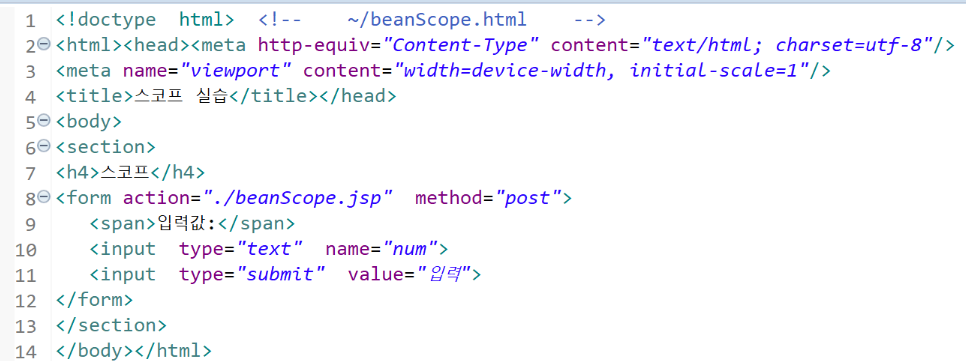 1 <!doctype  html>  <!--    ~/beanScope.html    -->
2 <html><head><meta http-equiv="Content-Type" content="text/html; charset=utf-8"/>
3 <meta name="viewport" content="width=device-width, initial-scale=1"/>
4 <title>스코프 실습</title></head>
5 <body>
6 <section>
7 <h4>스코프</h4>
8 <form action="./beanScope.jsp"  method="post">
9    <span>입력값:</span>
10    <input  type="text"  name="num">
11    <input  type="submit"  value="입력">
12 </form>
13 </section>
14 </body></html>